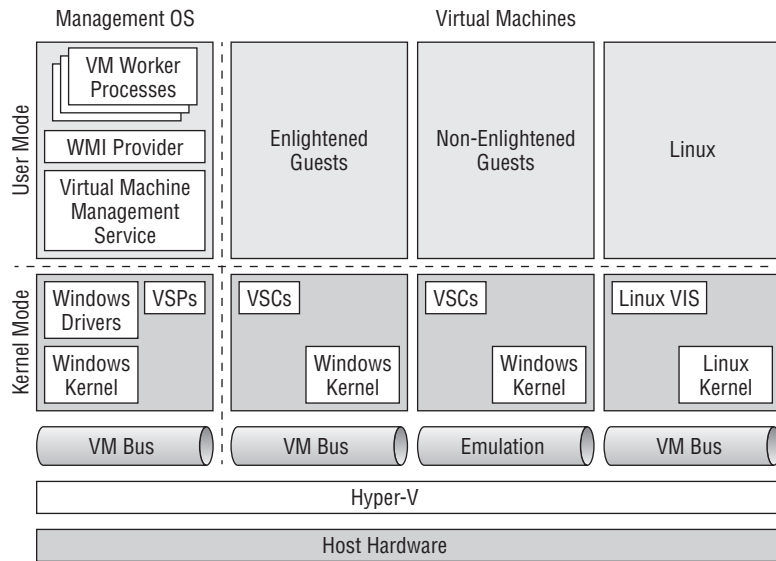 Management OS
Virtual Machines
User Mode
VM Worker
Processes
WMI Provider
Virtual Machine
Management
Service
Enlightened
Guests
Non-Enlightened
Guests
Linux
Kernel Mode
Windows
Drivers
VSPs
Windows
Kernel
VSCs
Windows
Kernel
VSCs
Windows
Kernel
Linux VIS
Linux
Kernel
VM Bus
VM Bus
Emulation
VM Bus
Hyper-V
Host Hardware